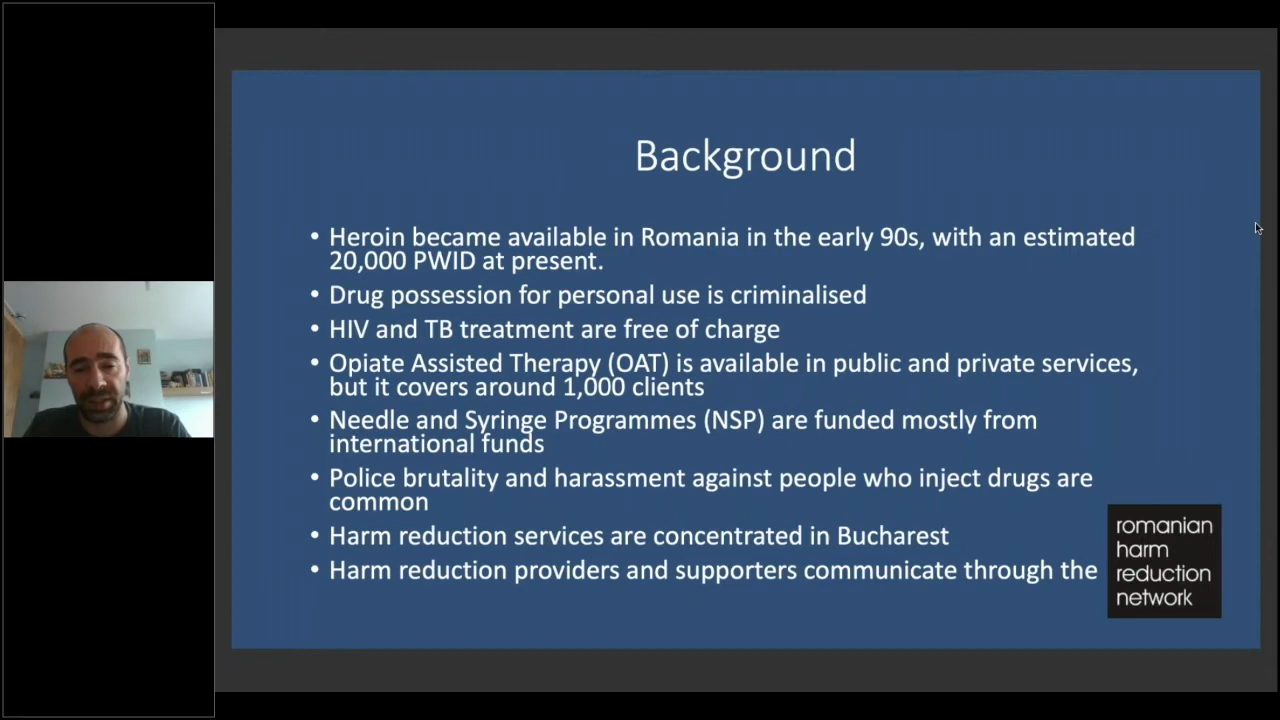 Background
• Heroin became available in Romania in the early 90s, with an estimated
20,000 PWID at present.
• Drug possession for personal use is criminalised
• HIV and TB treatment are free of charge
• Opiate Assisted Therapy (OAT) is available in public and private services,
but it covers around 1,000 clients
• Needle and Syringe Programmes (NSP) are funded mostly from
international funds
• Police brutality and harassment against people who inject drugs are
common
• Harm reduction services are concentrated in Bucharest
• Harm reduction providers and supporters communicate through the
romanian
harm
reduction
network